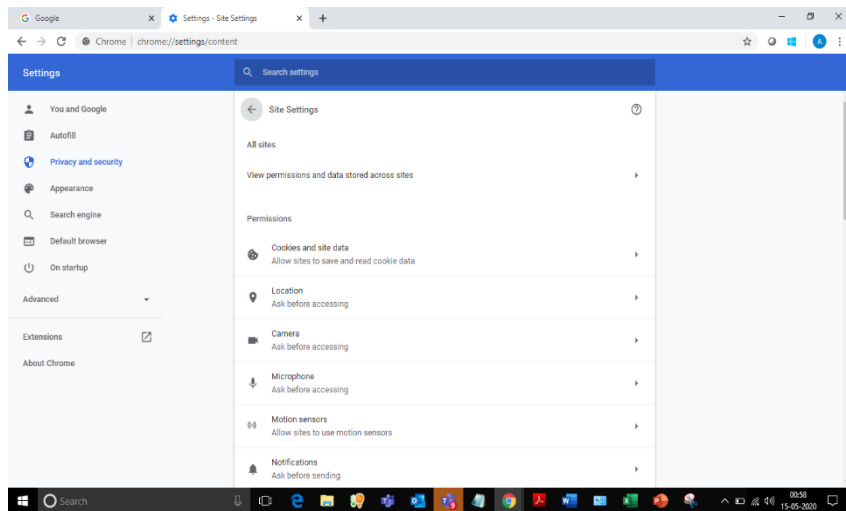 Google
Settings - Site Settings
Chrome
chrome://settings/content
A
Settings
Search settings
You and Google
Autofill
Privacy and security
Appearance
Search engine
Default browser
On startup
Advanced
Extensions
About Chrome
Site Settings
All sites
View permissions and data stored across sites
Permissions
Cookies and site data
Allow sites to save and read cookie data
Location
Ask before accessing
Camera
Ask before accessing
Microphone
Ask before accessing
Motion sensors
Allow sites to use motion sensors
Notifications
Ask before sending
Search
00:58
15-05-2020